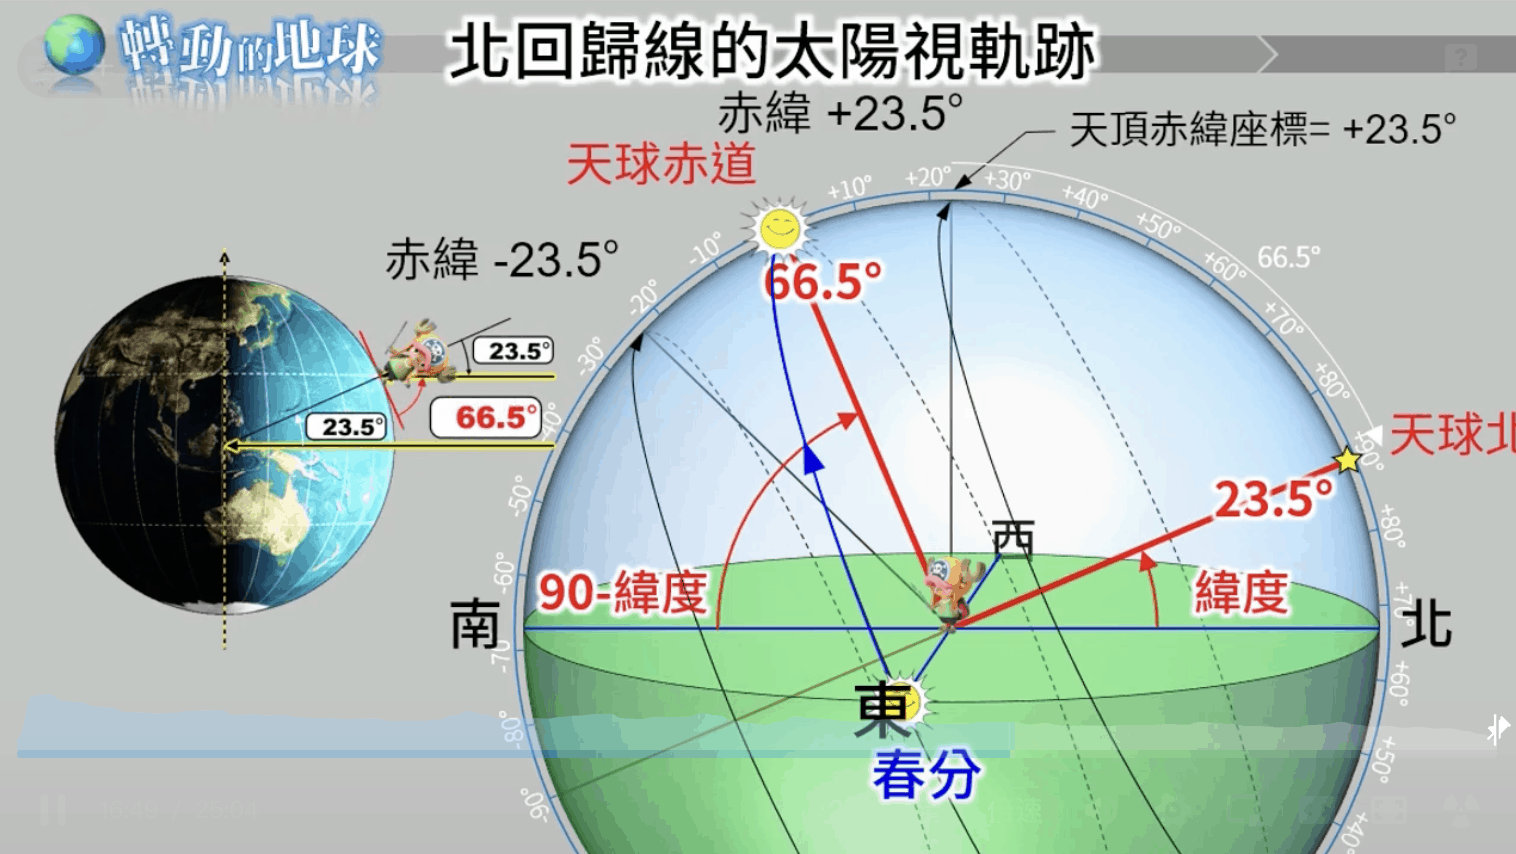 轉動的地球
北回歸線的太陽視軌跡
?
赤緯 +23.5°
天頂赤緯座標= +23.5°
天球赤道
赤緯 -23.5°
-30°
-20°
-10°
+10°
+20°
+30°
+40°
+50°
+60°
66.5°
+70°
+80°
+90°
天球北
66.5°
23.5°
23.5°
66.5°
-40°
-50°
-60°
-70°
-80°
-90°
23.5°
西
90-緯度
緯度
南
北
+80°
+70°
+60°
+50°
+40°
東
春分
16:49 / 25:04
倍速